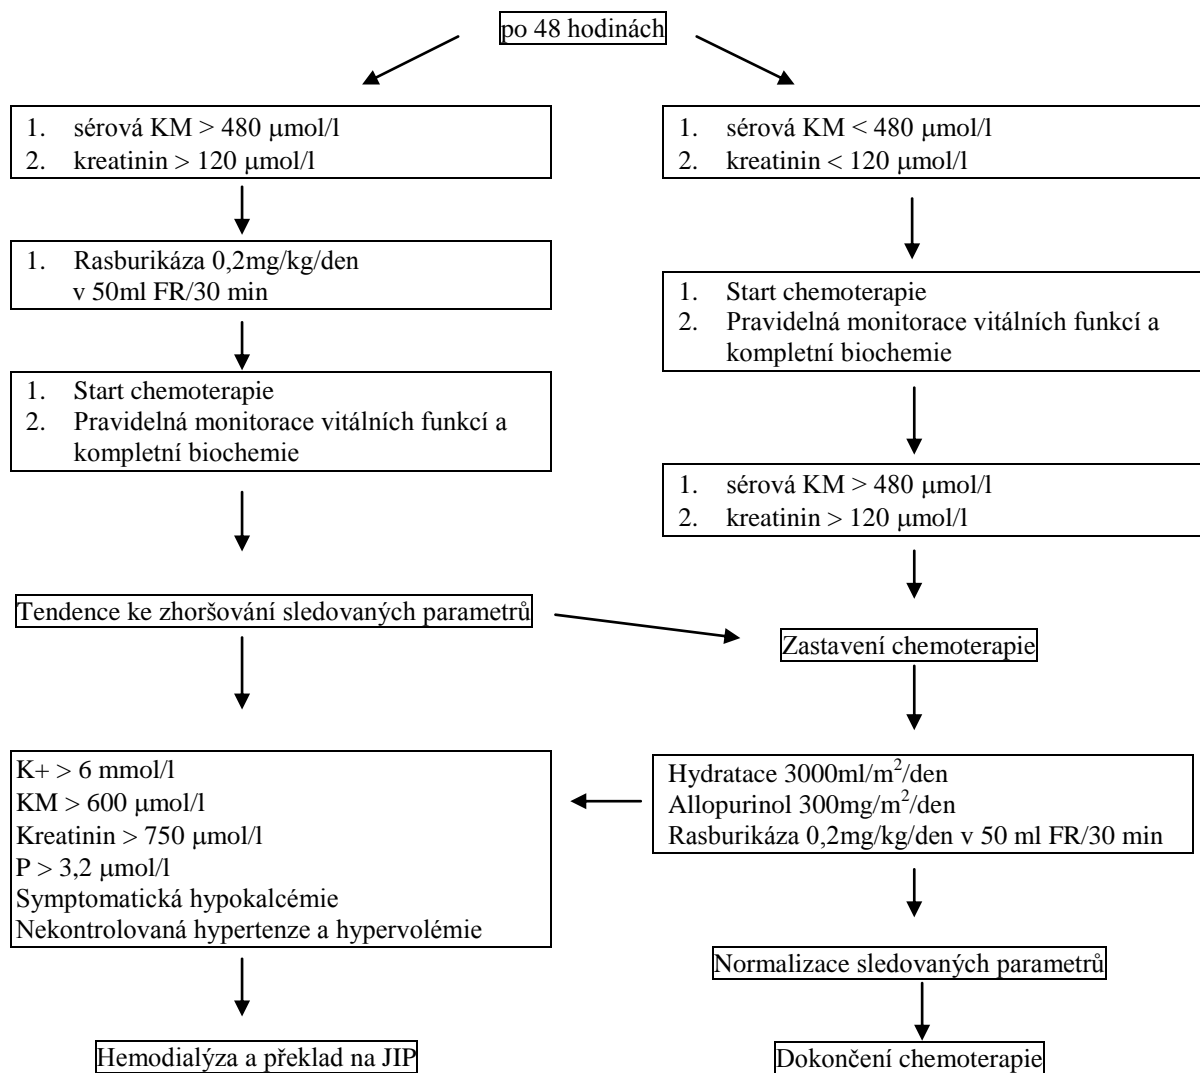 po 48 hodinách
1. sérová KM > 480 μmol/l
2. kreatinin > 120 μmol/l
1. Rasburikáza 0,2mg/kg/den
v 50ml FR/30 min
1. Start chemoterapie
2. Pravidelná monitorace vitálních funkcí a
kompletní biochemie
Tendence ke zhoršování sledovaných parametrů
K+ > 6 mmol/l
KM > 600 μmol/l
Kreatinin > 750 μmol/l
P > 3,2 μmol/l
Symptomatická hypokalcémie
Nekontrolovaná hypertenze a hypervolémie
Hemodialýza a překlad na JIP
1. sérová KM < 480 μmol/l
2. kreatinin < 120 μmol/l
1. Start chemoterapie
2. Pravidelná monitorace vitálních funkcí a
kompletní biochemie
1. sérová KM > 480 μmol/l
2. kreatinin > 120 μmol/l
Zastavení chemoterapie
Hydratace 3000ml/m²/den
Allopurinol 300mg/m²/den
Rasburikáza 0,2mg/kg/den v 50 ml FR/30 min
Normalizace sledovaných parametrů
Dokončení chemoterapie